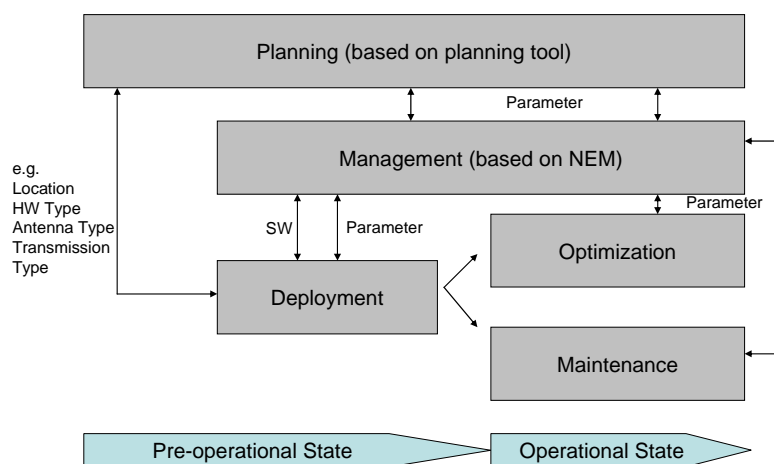 Planning (based on planning tool)
Parameter
Management (based on NEM)
e.g.
Location
HW Type
Antenna Type
Transmission
Type
SW
Parameter
Parameter
Optimization
Deployment
Maintenance
Pre-operational State
Operational State